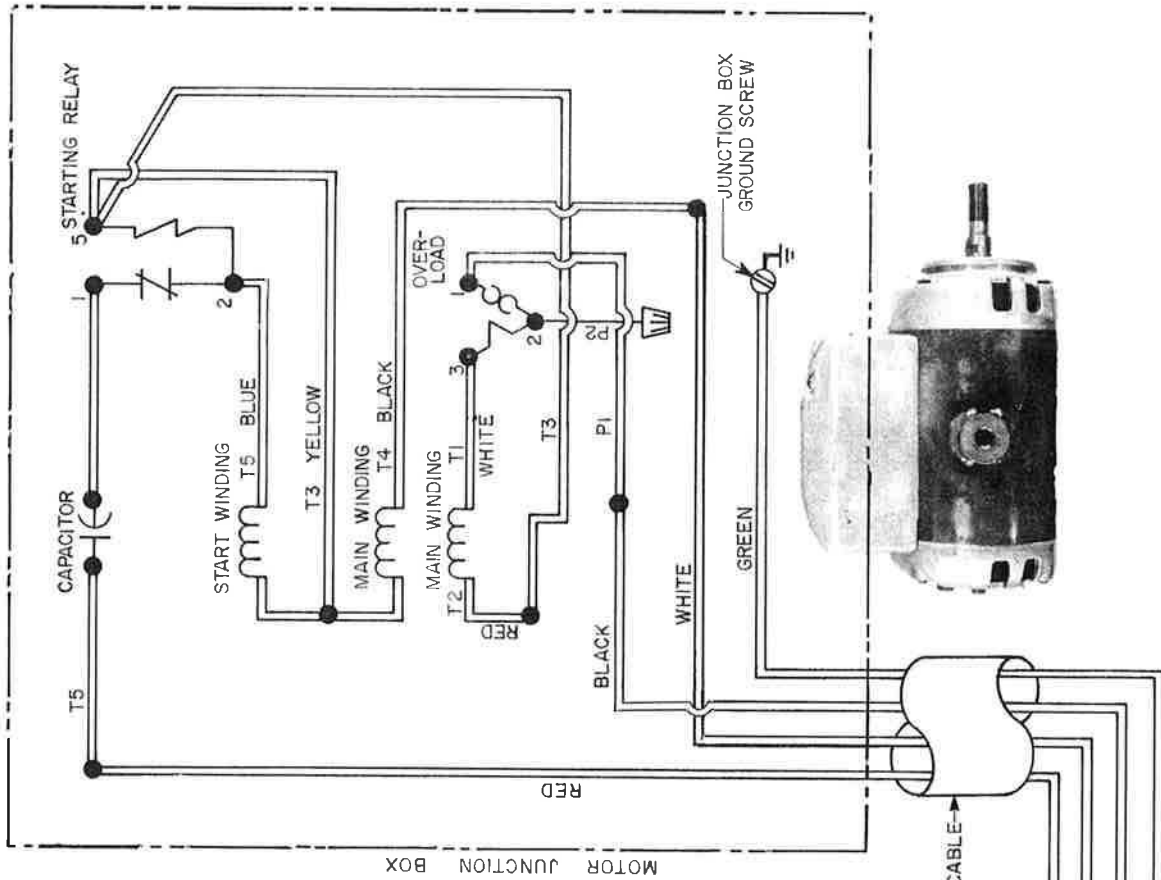 STARTING RELAY
5
1
2
CAPACITOR
T5
START WINDING
T5 BLUE
T3 YELLOW
MAIN WINDING
T4 BLACK
MAIN WINDING
T1
WHITE
T2
RED
OVER-
LOAD
1
2
3
P2
T3
P1
BLACK
WHITE
GREEN
JUNCTION BOX
GROUND SCREW
RED
CABLE
MOTOR JUNCTION BOX